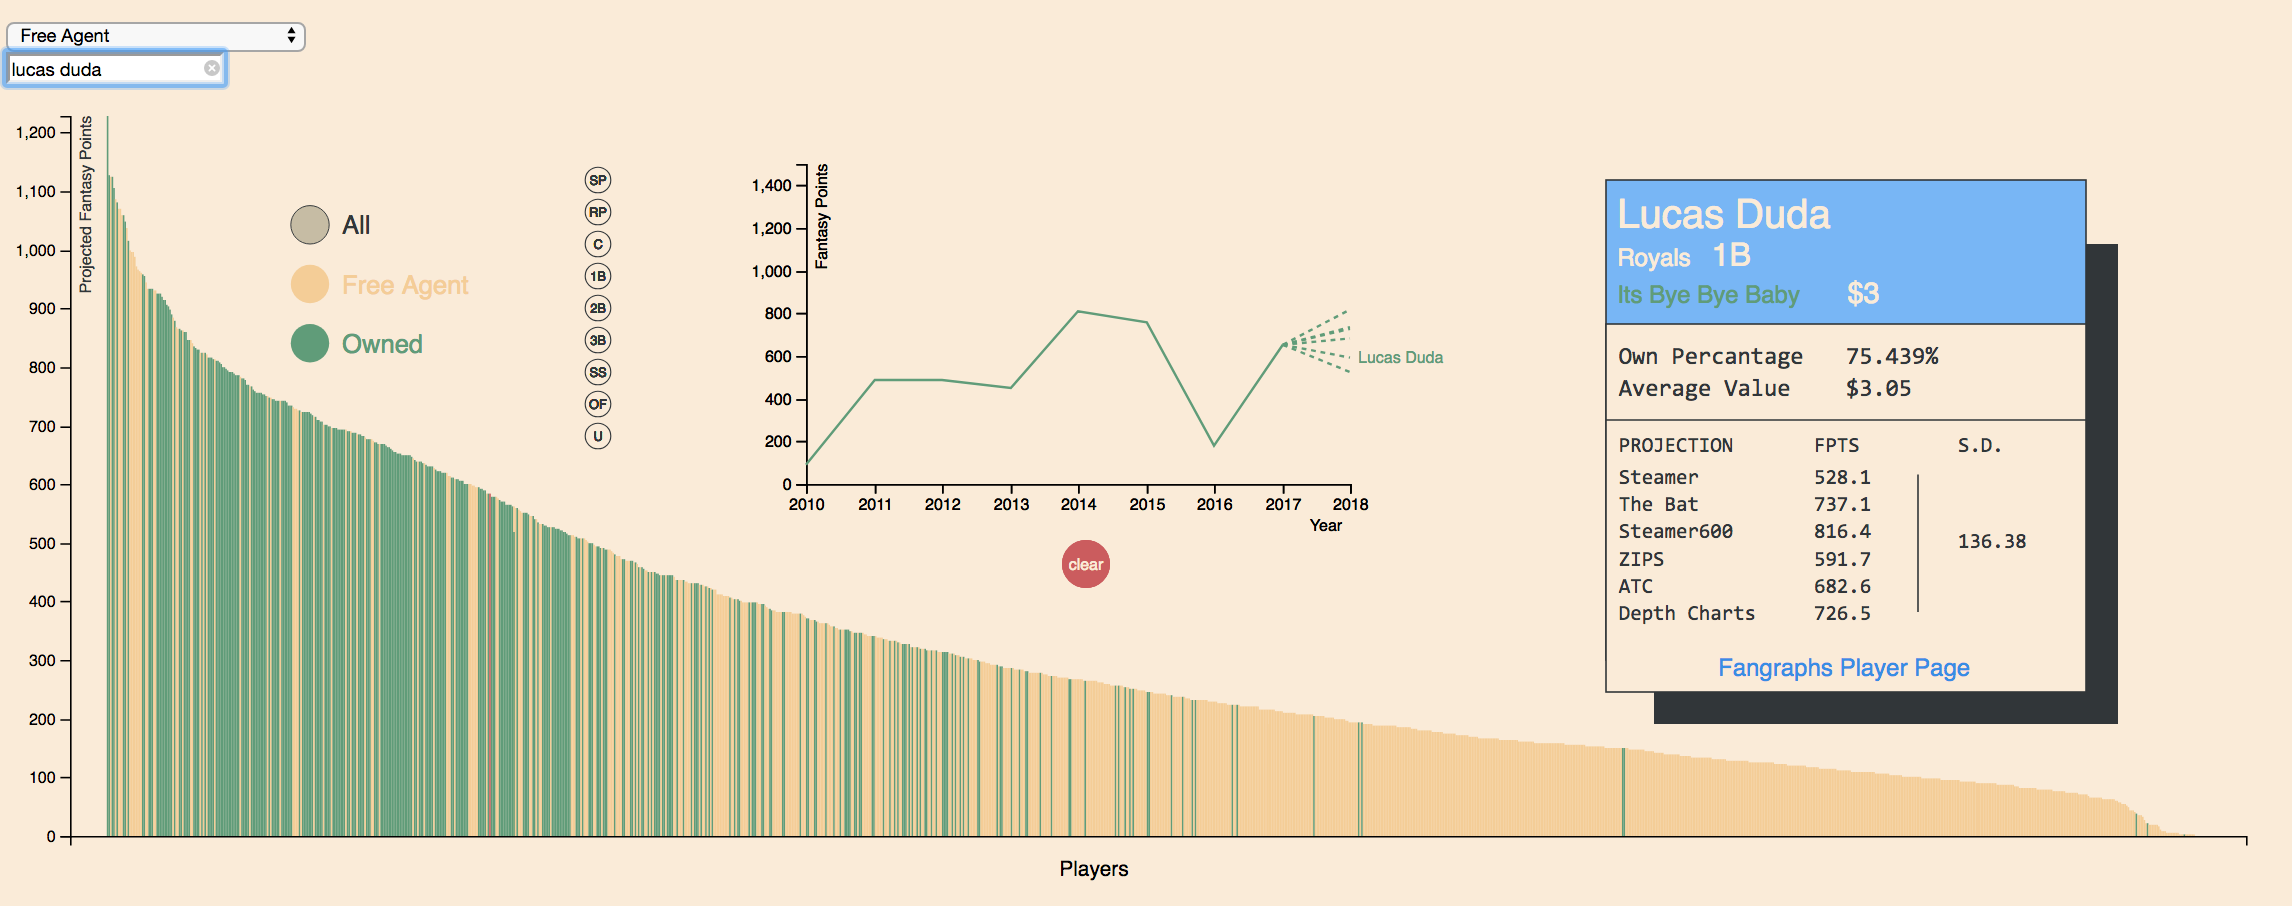 Free Agent
lucas duda
Projected Fantasy Points
1,200
1,100
1,000
900
800
700
600
500
400
300
200
100
0
Players
All
Free Agent
Owned
SP
RP
C
1B
2B
3B
SS
OF
U
Fantasy Points
1,400
1,200
1,000
800
600
400
200
0
2010 2011 2012 2013 2014 2015 2016 2017 2018
Year
Lucas Duda
clear
Lucas Duda
Royals 1B
Its Bye Bye Baby $3
Own Percantage 75.439%
Average Value $3.05
PROJECTION FPTS S.D.
Steamer 528.1
The Bat 737.1
Steamer600 816.4
136.38
ZIPS 591.7
ATC 682.6
Depth Charts 726.5
Fangraphs Player Page